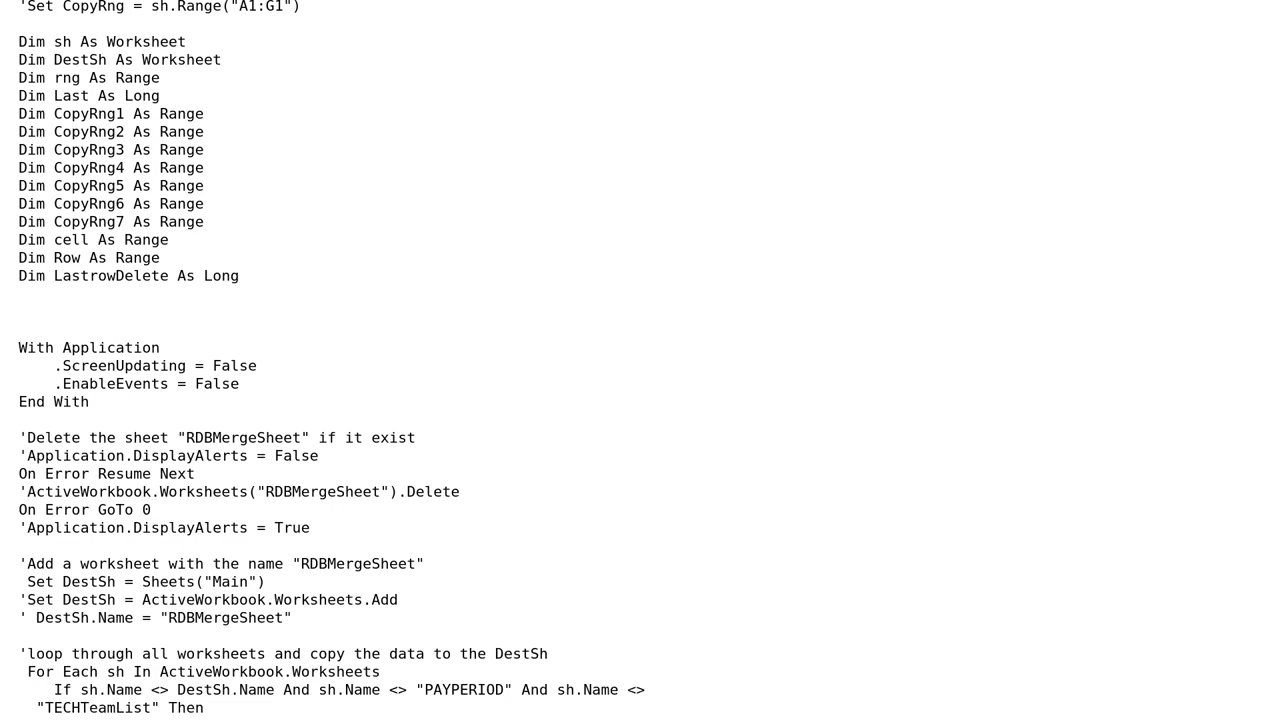 'Set CopyRng = sh.Range("A1:G1")
Dim sh As Worksheet
Dim DestSh As Worksheet
Dim rng As Range
Dim Last As Long
Dim CopyRng1 As Range
Dim CopyRng2 As Range
Dim CopyRng3 As Range
Dim CopyRng4 As Range
Dim CopyRng5 As Range
Dim CopyRng6 As Range
Dim CopyRng7 As Range
Dim cell As Range
Dim Row As Range
Dim LastrowDelete As Long
With Application
    .ScreenUpdating = False
    .EnableEvents = False
End With
'Delete the sheet "RDBMergeSheet" if it exist
'Application.DisplayAlerts = False
On Error Resume Next
'ActiveWorkbook.Worksheets("RDBMergeSheet").Delete
On Error GoTo 0
'Application.DisplayAlerts = True
'Add a worksheet with the name "RDBMergeSheet"
 Set DestSh = Sheets("Main")
'Set DestSh = ActiveWorkbook.Worksheets.Add
' DestSh.Name = "RDBMergeSheet"
'loop through all worksheets and copy the data to the DestSh
 For Each sh In ActiveWorkbook.Worksheets
    If sh.Name <> DestSh.Name And sh.Name <> "PAYPERIOD" And sh.Name <>
  "TECHTeamList" Then